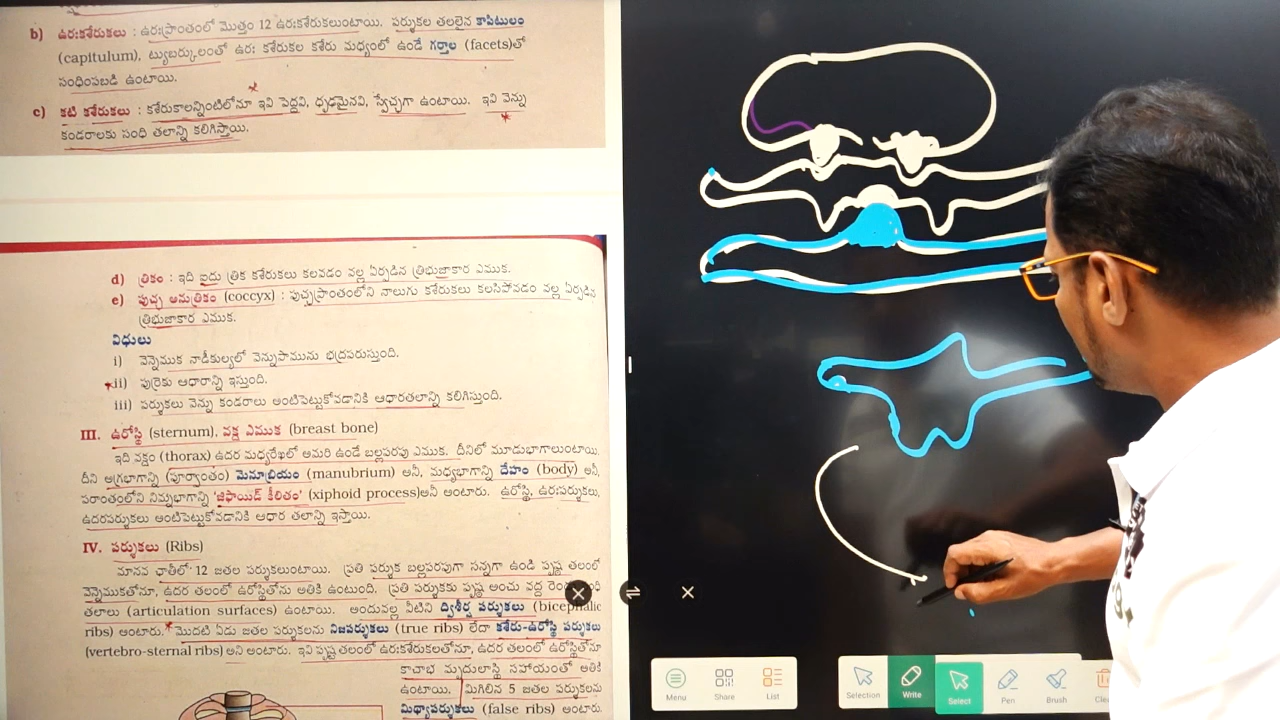 b) ఉరఃకశేరుకలు : ఉరఃప్రాంతంలో మొత్తం 12 ఉరఃకశేరుకలుంటాయి. పర్శుకల తలలైన కాపిటులం
(capitulum), ట్యుబర్కులంతో ఉరః కశేరుకల కశేరు మధ్యంలో ఉండే గర్తాల (facets)తో
సంధింపబడి ఉంటాయి.
c) కటి కశేరుకలు : కశేరుకాలన్నింటిలోనూ ఇవి పెద్దవి, ధృఢమైనవి, స్వేచ్ఛగా ఉంటాయి. ఇవి వెన్ను
కండరాలకు సంధి తలాన్ని కలిగిస్తాయి.
d) త్రికం : ఇది ఐదు త్రిక కశేరుకలు కలవడం వల్ల ఏర్పడిన త్రిభుజాకార ఎముక.
e) పుచ్ఛ అనుత్రికం (coccyx) : పుచ్ఛప్రాంతంలోని నాలుగు కశేరుకలు కలసిపోవడం వల్ల ఏర్పడిన
త్రిభుజాకార ఎముక.
విధులు
i) వెన్నెముక నాడీకుల్యలో వెన్నుపామును భద్రపరుస్తుంది.
ii) పుర్రెకు ఆధారాన్ని ఇస్తుంది.
iii) పర్శుకలు వెన్ను కండరాలు అంటిపెట్టుకోవడానికి ఆధారతలాన్ని కలిగిస్తుంది.
III. ఉరోస్థి (sternum), వక్ష ఎముక (breast bone)
ఇది వక్షం (thorax) ఉదర మధ్యరేఖలో అమరి ఉండే బల్లపరపు ఎముక. దీనిలో మూడుభాగాలుంటాయి.
దీని అగ్రభాగాన్ని (పూర్వాంతం) మెనూబ్రియం (manubrium) అనీ, మధ్యభాగాన్ని దేహం (body) అనీ,
పరాంతంలోని నిమ్నభాగాన్ని 'జిఫాయిడ్ కీలితం' (xiphoid process)అనీ అంటారు. ఉరోస్థి, ఉరఃపర్శుకలు,
ఉదరపర్శుకలు అంటిపెట్టుకోవడానికి ఆధార తలాన్ని ఇస్తాయి.
IV. పర్శుకలు (Ribs)
మానవ ఛాతీలో 12 జతల పర్శుకలుంటాయి. ప్రతి పర్శుక బల్లపరపుగా సన్నగా ఉండి పృష్ఠ తలంలో
వెన్నెముకతోనూ, ఉదర తలంలో ఉరోస్థితోను అతికి ఉంటుంది. ప్రతి పర్శుకకు పృష్ఠ అంచు వద్ద
తలాలు (articulation surfaces) ఉంటాయి. అందువల్ల వీటిని ద్విశీర్ష పర్శుకలు (bicephalic
ribs) అంటారు. మొదటి ఏడు జతల పర్శుకలను నిజపర్శుకలు (true ribs) లేదా కశేరు-ఉరోస్థి పర్శుకలు
(vertebro-sternal ribs) అని అంటారు. ఇవి పృష్ఠతలంలో ఉరఃకశేరుకలతోనూ, ఉదర తలంలో ఉరోస్థితోనూ
కాచాభ మృదులాస్థి సహాయంతో అతికి
ఉంటాయి. మిగిలిన 5 జతల పర్శుకలను
మిథ్యాపర్శుకలు (false ribs) అంటారు.
Menu Share List Selection Write Select Pen Brush